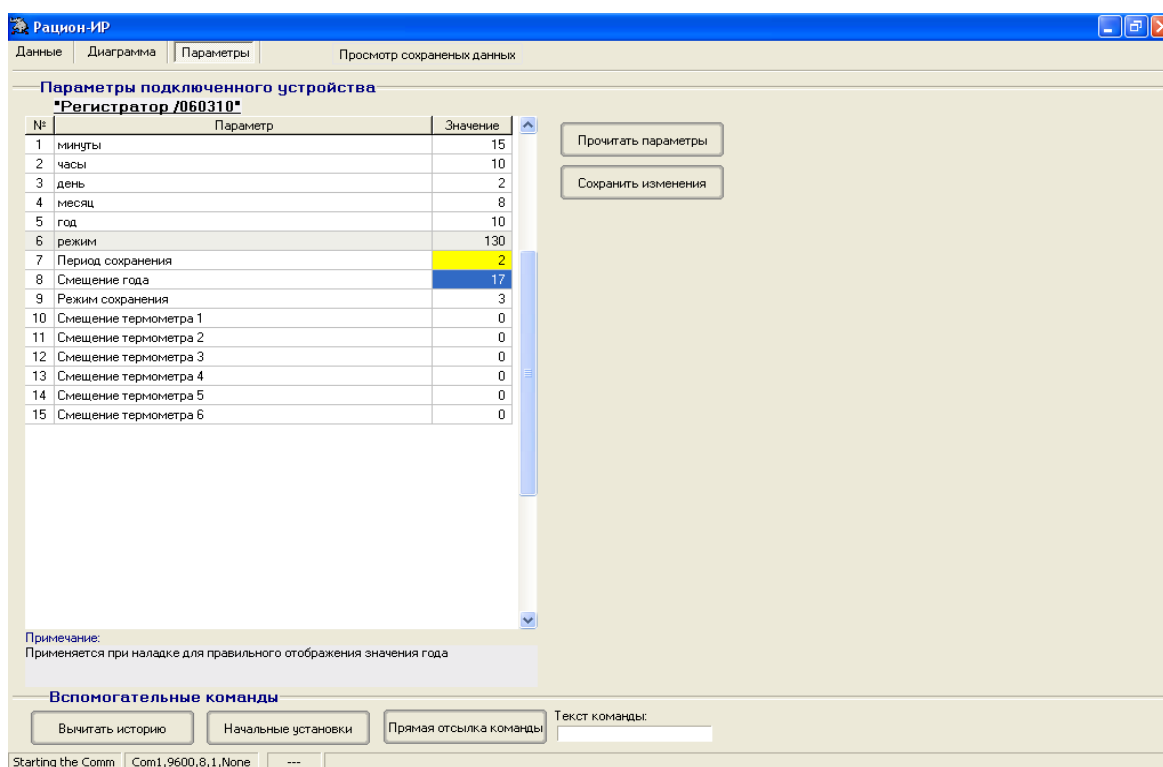 Рацион-ИР
Данные Диаграмма Параметры Просмотр сохраненых данных
Параметры подключенного устройства
"Регистратор /060310"
№ Параметр Значение
1 минуты 15
2 часы 10
3 день 2
4 месяц 8
5 год 10
6 режим 130
7 Период сохранения 2
8 Смещение года 17
9 Режим сохранения 3
10 Смещение термометра 1 0
11 Смещение термометра 2 0
12 Смещение термометра 3 0
13 Смещение термометра 4 0
14 Смещение термометра 5 0
15 Смещение термометра 6 0
Прочитать параметры
Сохранить изменения
Примечание:
Применяется при наладке для правильного отображения значения года
Вспомогательные команды
Вычитать историю Начальные установки Прямая отсылка команды Текст команды:
Starting the Comm Com1,9600,8,1,None ---